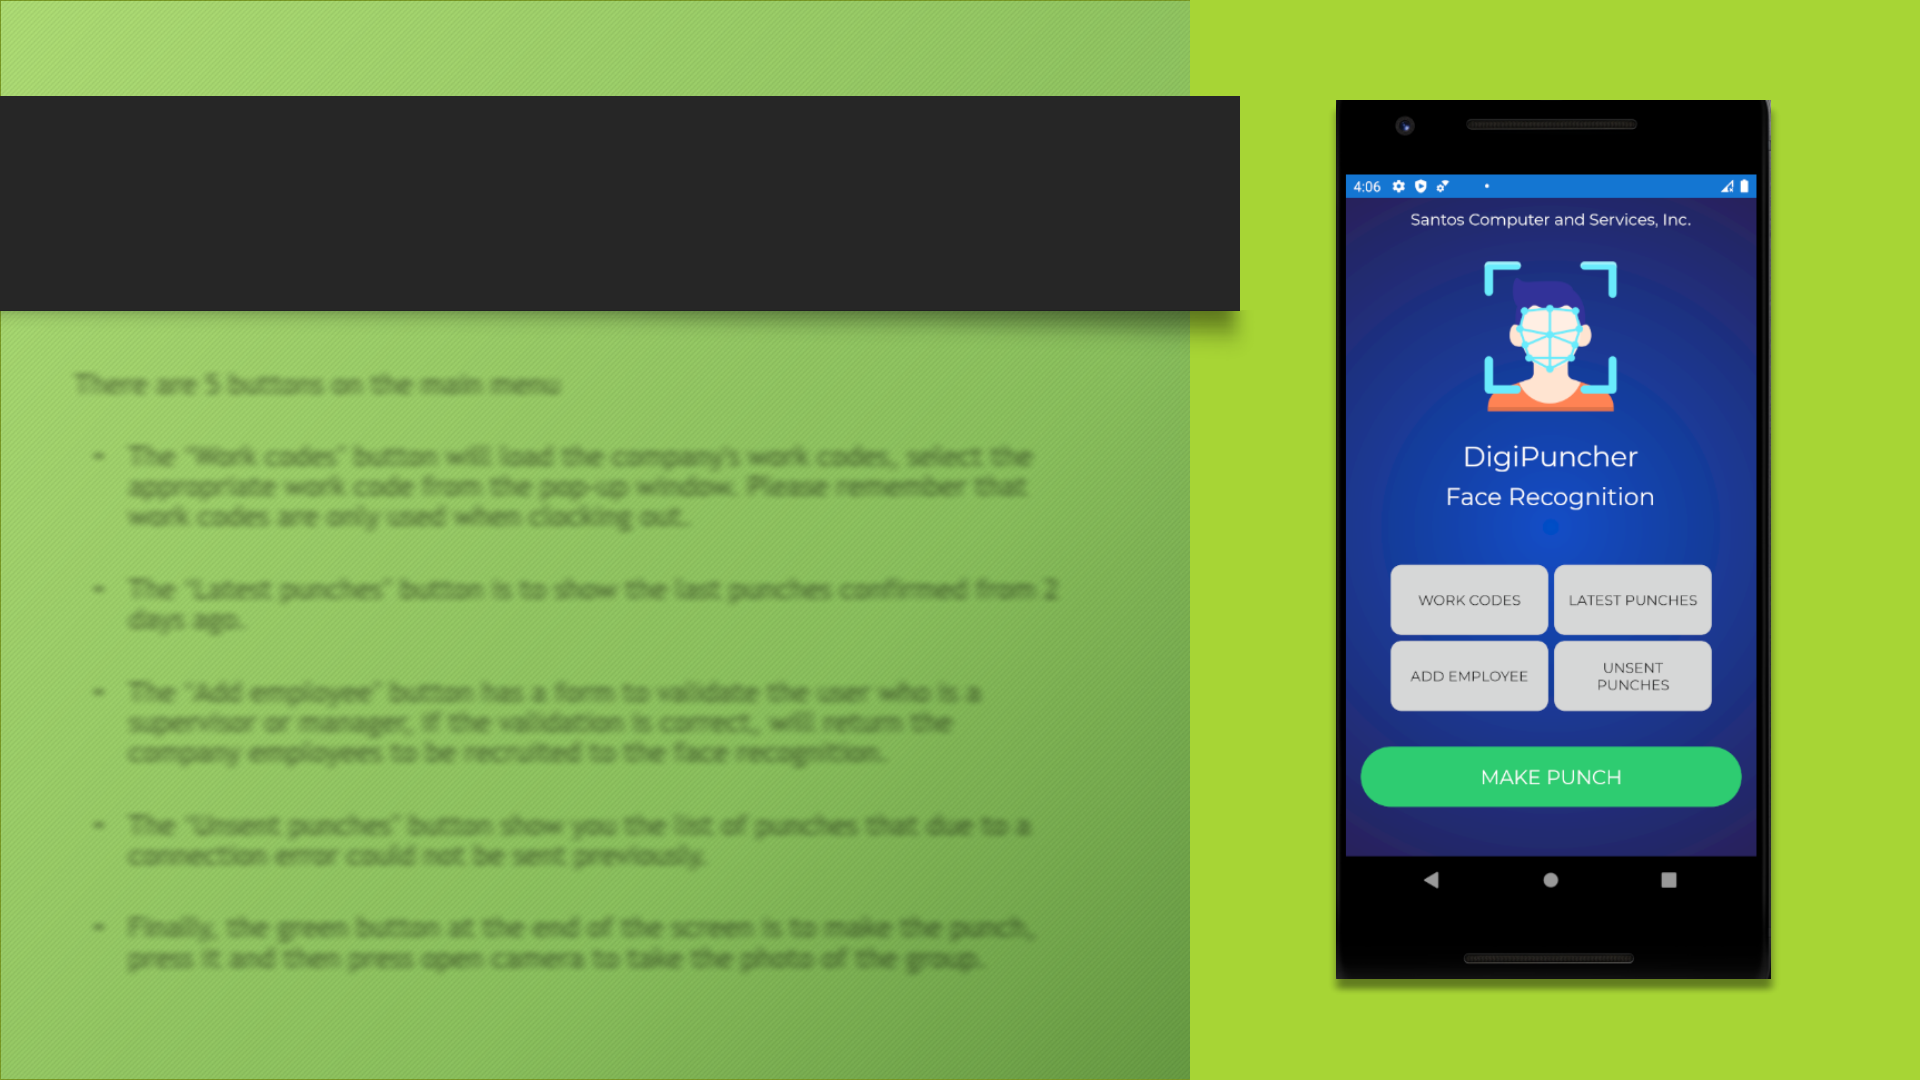 There are 5 buttons on the main menu
- The "Work codes" button will load the company's work codes, select the
appropriate work code from the pop-up window. Please remember that
work codes are only used when clocking out.
- The "Latest punches" button is to show the last punches confirmed from 2
days ago.
- The "Add employee" button has a form to validate the user who is a
supervisor or manager, if the validation is correct, will return the
company employees to be recruited to the face recognition.
- The "Unsent punches" button show you the list of punches that due to a
connection error could not be sent previously.
- Finally, the green button at the end of the screen is to make the punch,
press it and then press open camera to take the photo of the group.
4:06
Santos Computer and Services, Inc.
DigiPuncher
Face Recognition
WORK CODES
LATEST PUNCHES
ADD EMPLOYEE
UNSENT
PUNCHES
MAKE PUNCH